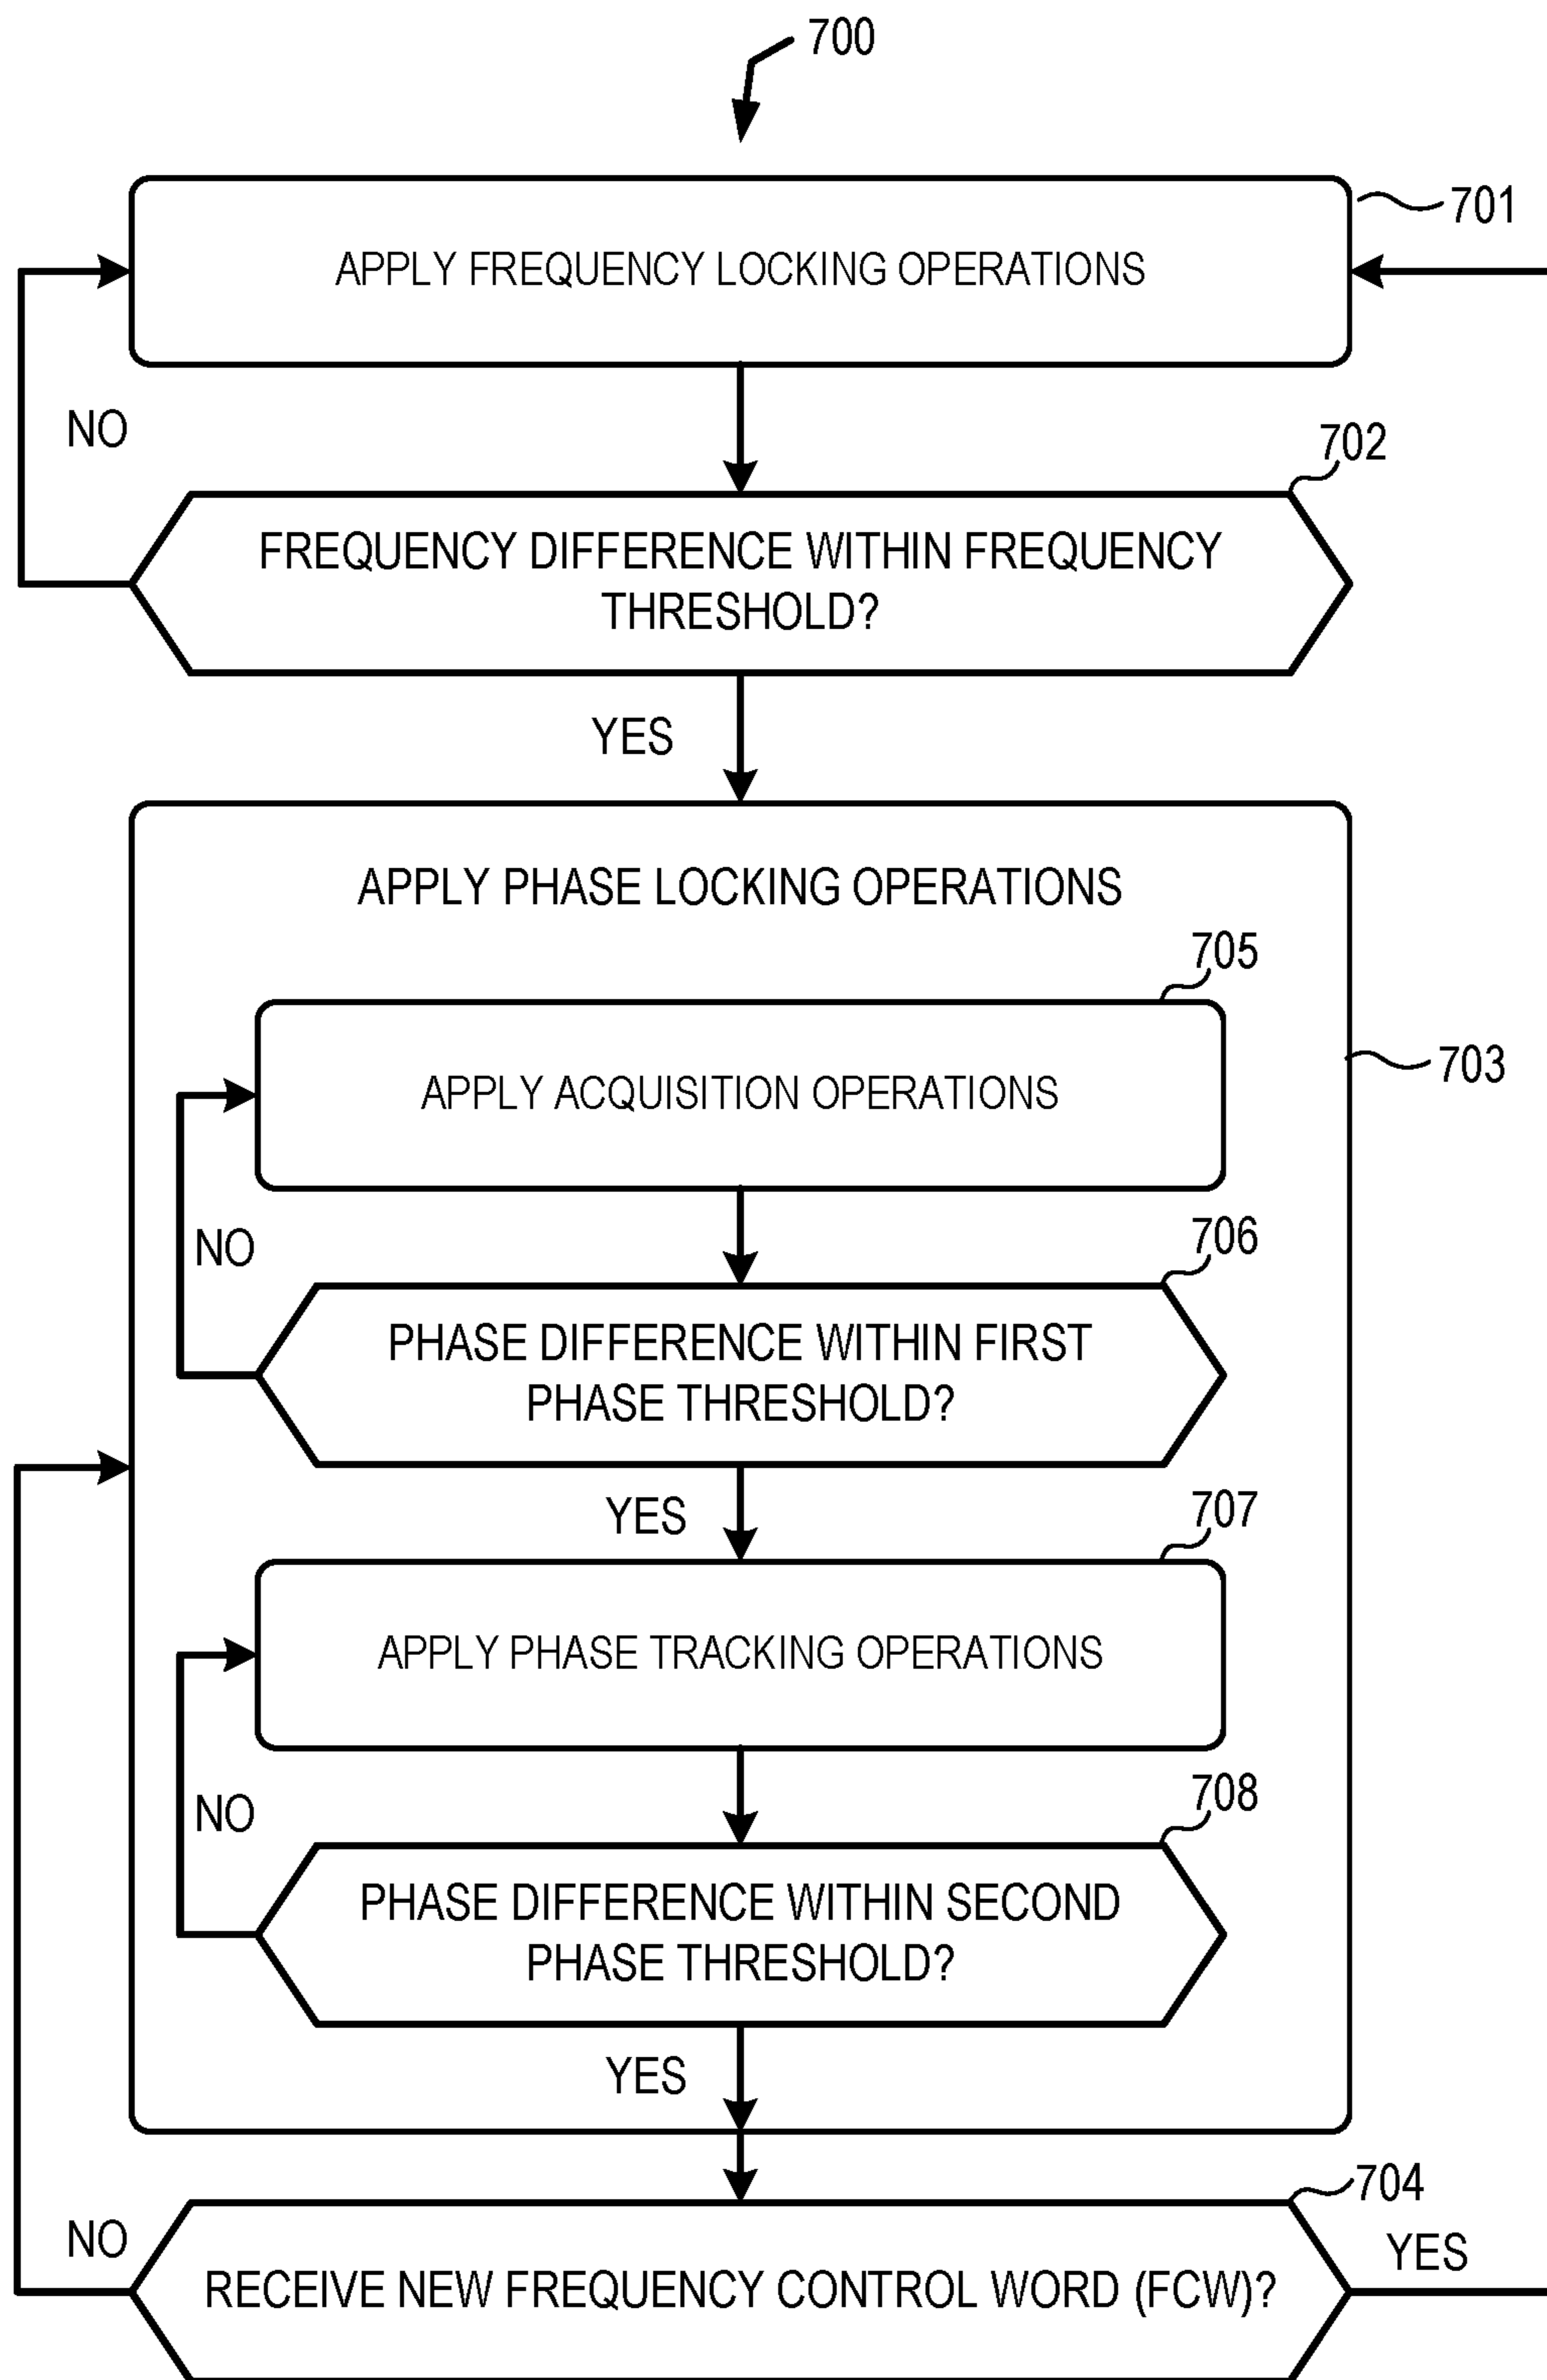 700
701
APPLY FREQUENCY LOCKING OPERATIONS
NO
702
FREQUENCY DIFFERENCE WITHIN FREQUENCY
THRESHOLD?
YES
APPLY PHASE LOCKING OPERATIONS
705
703
APPLY ACQUISITION OPERATIONS
706
NO
PHASE DIFFERENCE WITHIN FIRST
PHASE THRESHOLD?
YES
707
APPLY PHASE TRACKING OPERATIONS
708
NO
PHASE DIFFERENCE WITHIN SECOND
PHASE THRESHOLD?
YES
704
NO
YES
RECEIVE NEW FREQUENCY CONTROL WORD (FCW)?